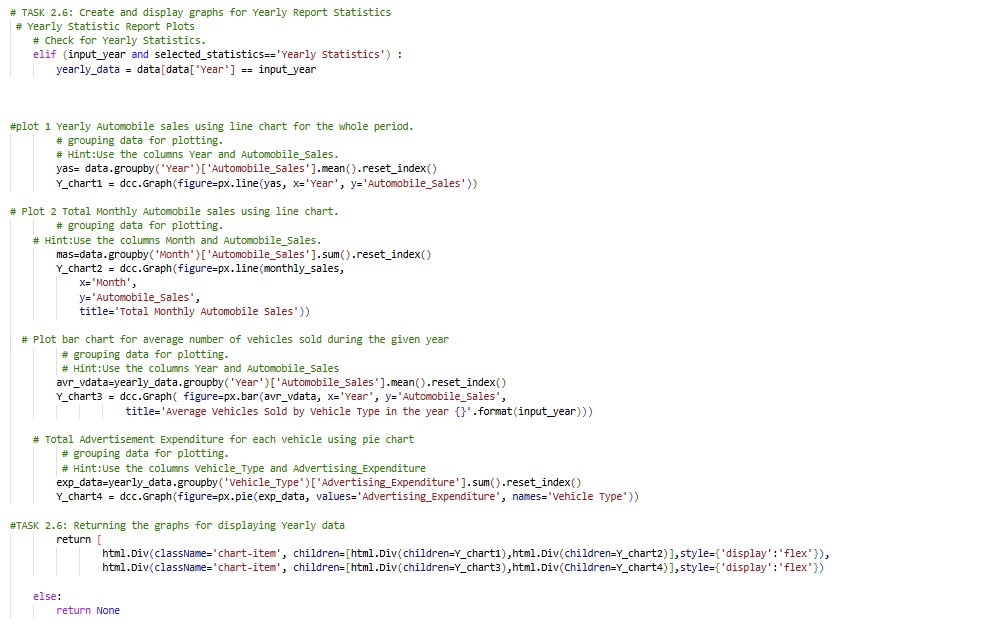 # TASK 2.6: Create and display graphs for Yearly Report Statistics
# Yearly Statistic Report Plots
# Check for Yearly Statistics.
elif (input_year and selected_statistics=='Yearly Statistics') :
yearly_data = data[data['Year'] == input_year
#plot 1 Yearly Automobile sales using line chart for the whole period.
# grouping data for plotting.
# Hint:Use the columns Year and Automobile_Sales.
yas= data.groupby('Year')['Automobile_Sales'].mean().reset_index()
Y_chart1 = dcc.Graph(figure=px.line(yas, x='Year', y='Automobile_Sales'))
# Plot 2 Total Monthly Automobile sales using line chart.
# grouping data for plotting.
# Hint:Use the columns Month and Automobile_Sales.
mas=data.groupby('Month')['Automobile_Sales'].sum().reset_index()
Y_chart2 = dcc.Graph(figure=px.line(monthly_sales,
x='Month',
y='Automobile_Sales',
title='Total Monthly Automobile Sales'))
# Plot bar chart for average number of vehicles sold during the given year
# grouping data for plotting.
# Hint:Use the columns Year and Automobile_Sales
avr_vdata=yearly_data.groupby('Year')['Automobile_Sales'].mean().reset_index()
Y_chart3 = dcc.Graph( figure=px.bar(avr_vdata, x='Year', y='Automobile_Sales',
title='Average Vehicles Sold by Vehicle Type in the year {}'.format(input_year)))
# Total Advertisement Expenditure for each vehicle using pie chart
# grouping data for plotting.
# Hint:Use the columns Vehicle_Type and Advertising_Expenditure
exp_data=yearly_data.groupby('Vehicle_Type')['Advertising_Expenditure'].sum().reset_index()
Y_chart4 = dcc.Graph(figure=px.pie(exp_data, values='Advertising_Expenditure', names='Vehicle Type'))
#TASK 2.6: Returning the graphs for displaying Yearly data
return [
html.Div(className='chart-item', children=[html.Div(children=Y_chart1),html.Div(children=Y_chart2)],style={'display':'flex'}),
html.Div(className='chart-item', children=[html.Div(children=Y_chart3),html.Div(Children=Y_chart4)],style={'display':'flex'})
else:
return None